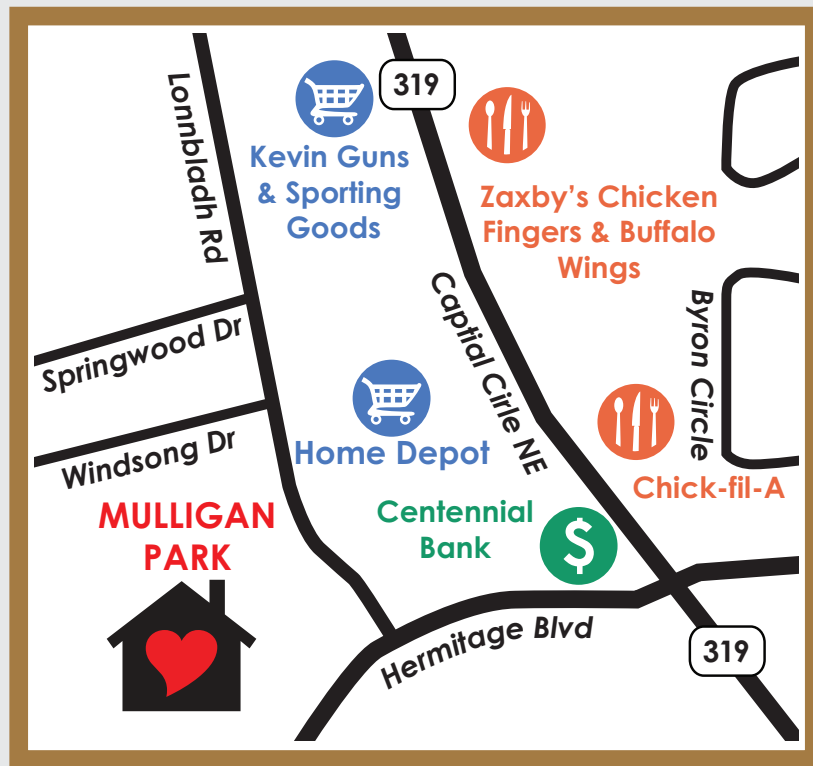 319
Lonnbladh Rd
Kevin Guns
& Sporting
Goods
Zaxby’s Chicken
Fingers & Buffalo
Wings
Captial Cirle NE
Byron Circle
Springwood Dr
Windsong Dr
Home Depot
Chick-fil-A
MULLIGAN
PARK
Centennial
Bank
$
Hermitage Blvd
319